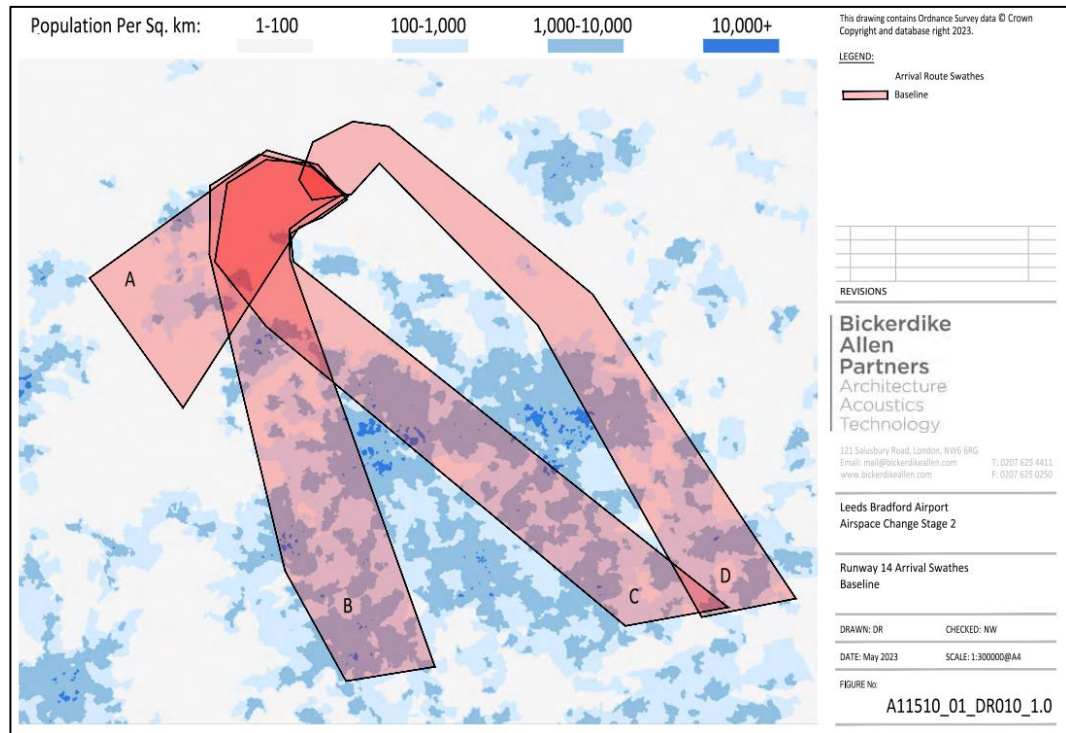 Population Per Sq. km: 1-100 100-1,000 1,000-10,000 10,000+
A
B
C
D
This drawing contains Ordnance Survey data © Crown
Copyright and database right 2023.
LEGEND:
Arrival Route Swathes
Baseline
REVISIONS
Bickerdike
Allen
Partners
Architecture
Acoustics
Technology
121 Salusbury Road, London, NW6 6RG
Email: mail@bickerdikeallen.com T: 0207 625 4411
www.bickerdikeallen.com F: 0207 625 0250
Leeds Bradford Airport
Airspace Change Stage 2
Runway 14 Arrival Swathes
Baseline
DRAWN: DR CHECKED: NW
DATE: May 2023 SCALE: 1:300000@A4
FIGURE No:
A11510_01_DR010_1.0